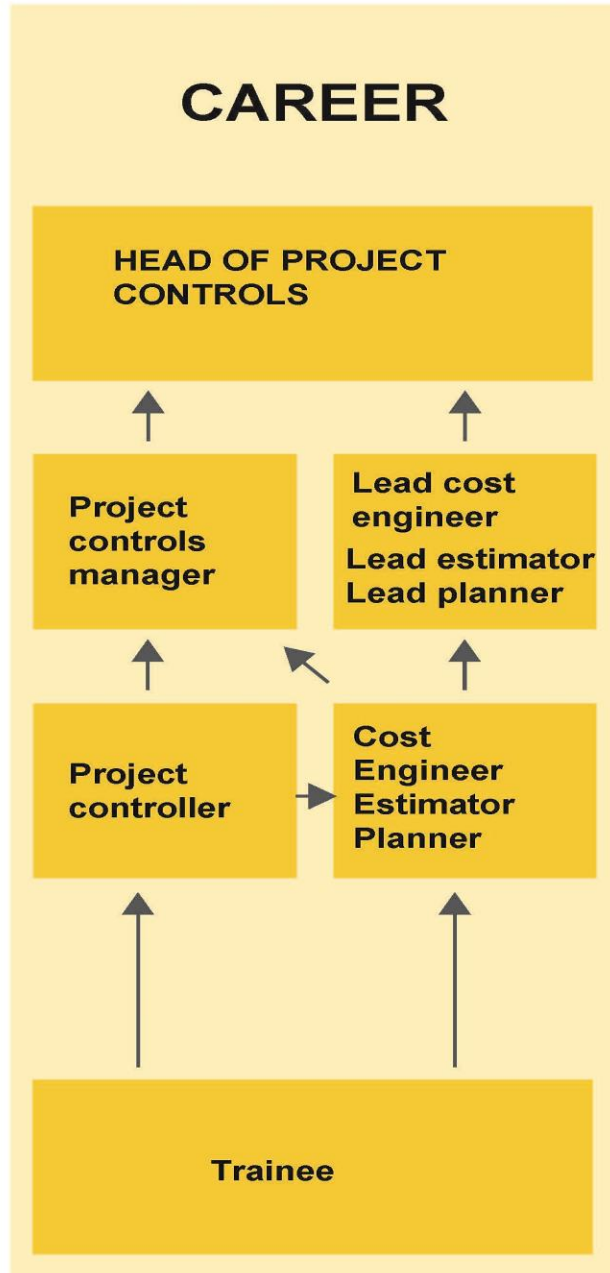 CAREER
HEAD OF PROJECT
CONTROLS
Project
controls
manager
Lead cost
engineer
Lead estimator
Lead planner
Project
controller
Cost
Engineer
Estimator
Planner
Trainee